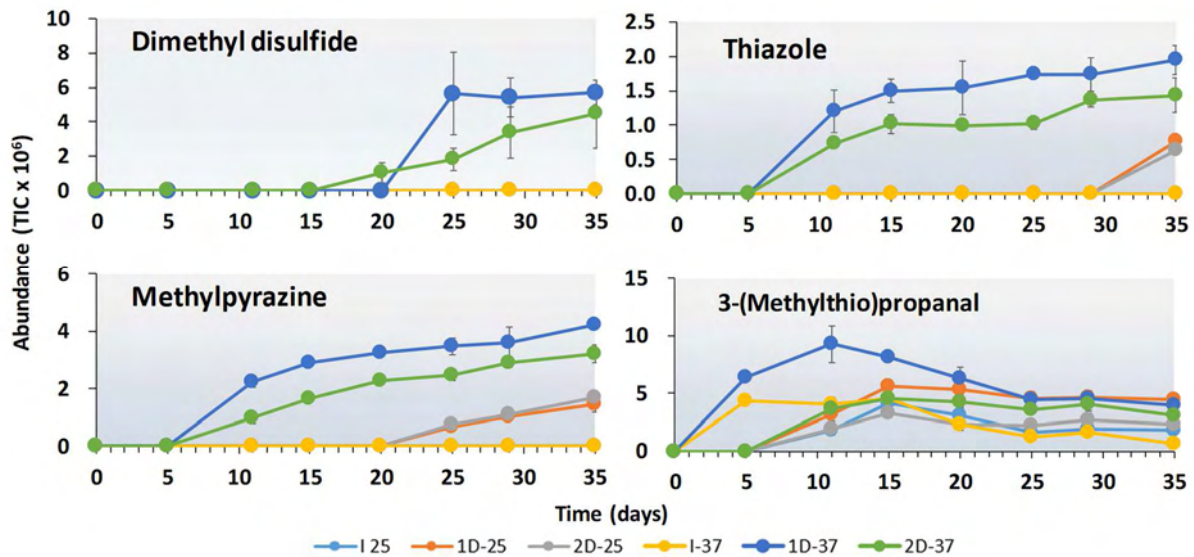 Abundance (TIC x 10⁶)
Dimethyl disulfide
10
8
6
4
2
0
0 5 10 15 20 25 30 35
Thiazole
2.5
2.0
1.5
1.0
0.5
0.0
0 5 10 15 20 25 30 35
Methylpyrazine
6
4
2
0
0 5 10 15 20 25 30 35
3-(Methylthio)propanal
15
10
5
0
0 5 10 15 20 25 30 35
Time (days)
I 25 1D-25 2D-25 I-37 1D-37 2D-37